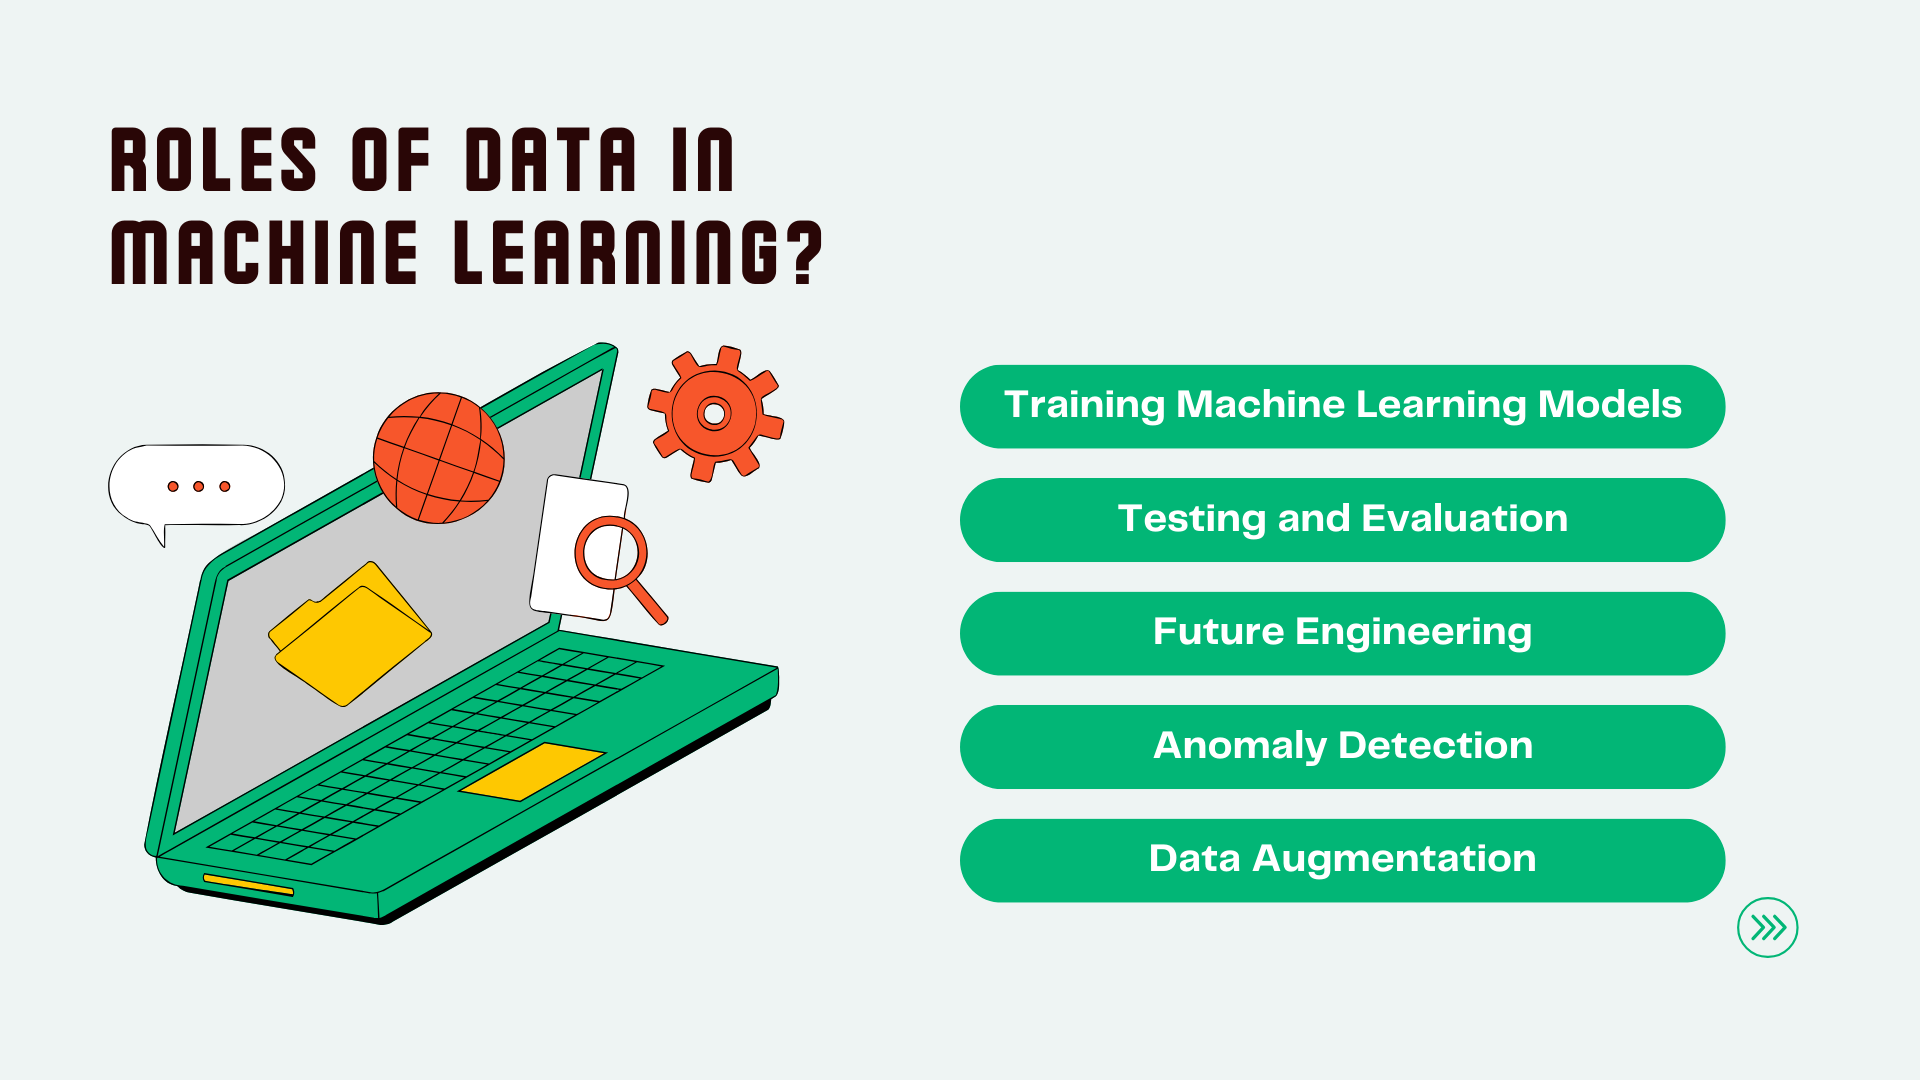 ROLES OF DATA IN
MACHINE LEARNING?
Training Machine Learning Models
Testing and Evaluation
Future Engineering
Anomaly Detection
Data Augmentation